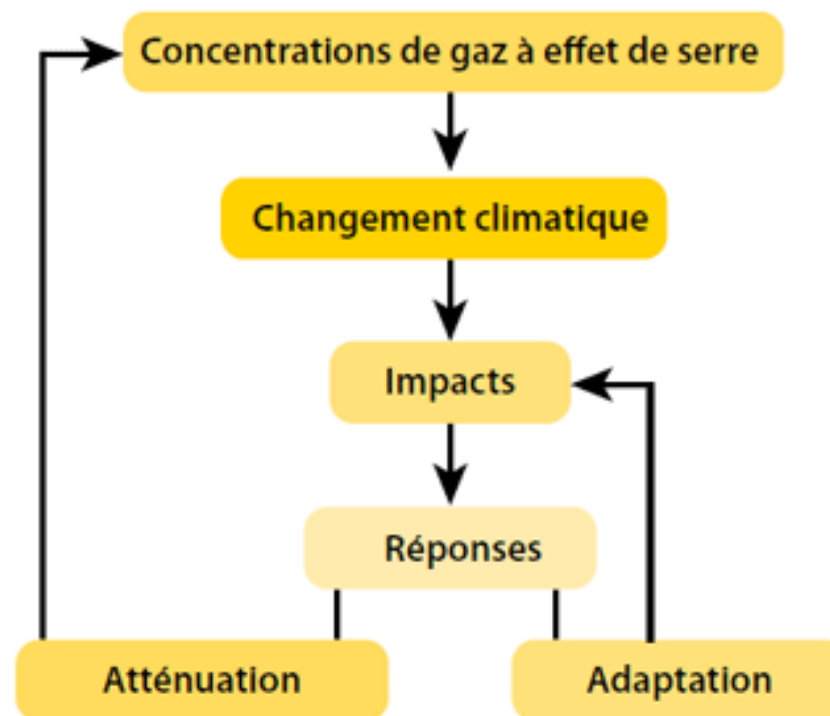 Concentrations de gaz à effet de serre
Changement climatique
Impacts
Réponses
Atténuation
Adaptation